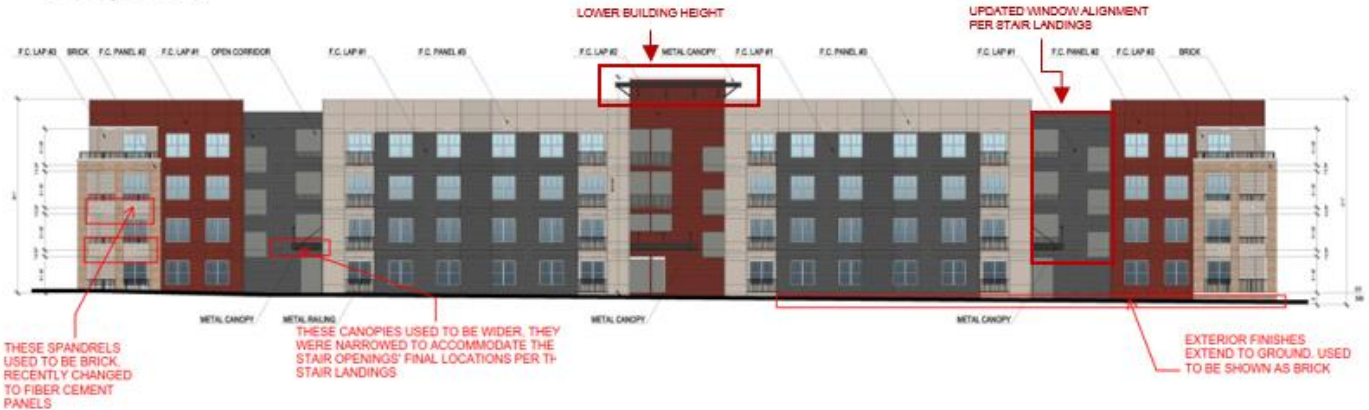 LOWER BUILDING HEIGHT
UPDATED WINDOW ALIGNMENT
PER STAIR LANDINGS
F.C. LAP #3 BRICK F.C. PANEL #2 F.C. LAP #1 OPEN CORRIDOR F.C. LAP #1 F.C. PANEL #3 F.C. LAP #2 METAL CANOPY F.C. LAP #1 F.C. PANEL #3 F.C. LAP #1 F.C. PANEL #2 F.C. LAP #3 BRICK
METAL CANOPY METAL RAILING METAL CANOPY METAL CANOPY
THESE SPANDRELS
USED TO BE BRICK.
RECENTLY CHANGED
TO FIBER CEMENT
PANELS
THESE CANOPIES USED TO BE WIDER. THEY
WERE NARROWED TO ACCOMMODATE THE
STAIR OPENINGS' FINAL LOCATIONS PER TH
STAIR LANDINGS
EXTERIOR FINISHES
EXTEND TO GROUND. USED
TO BE SHOWN AS BRICK